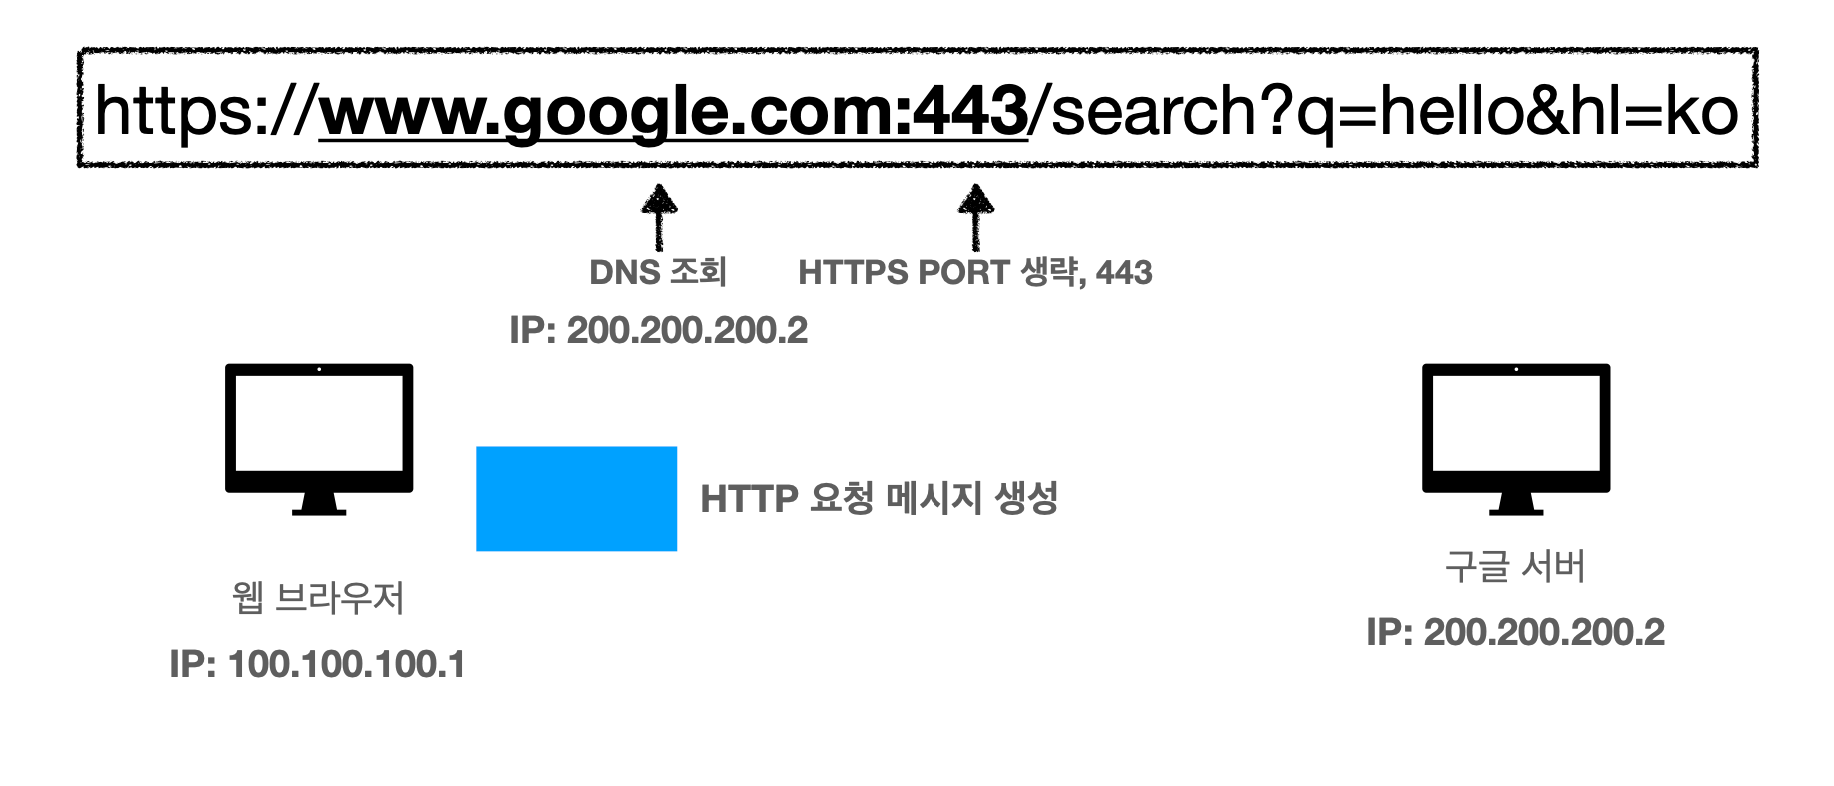 https://www.google.com:443/search?q=hello&hl=ko
DNS 조회
HTTPS PORT 생략, 443
IP: 200.200.200.2
HTTP 요청 메시지 생성
웹 브라우저
IP: 100.100.100.1
구글 서버
IP: 200.200.200.2